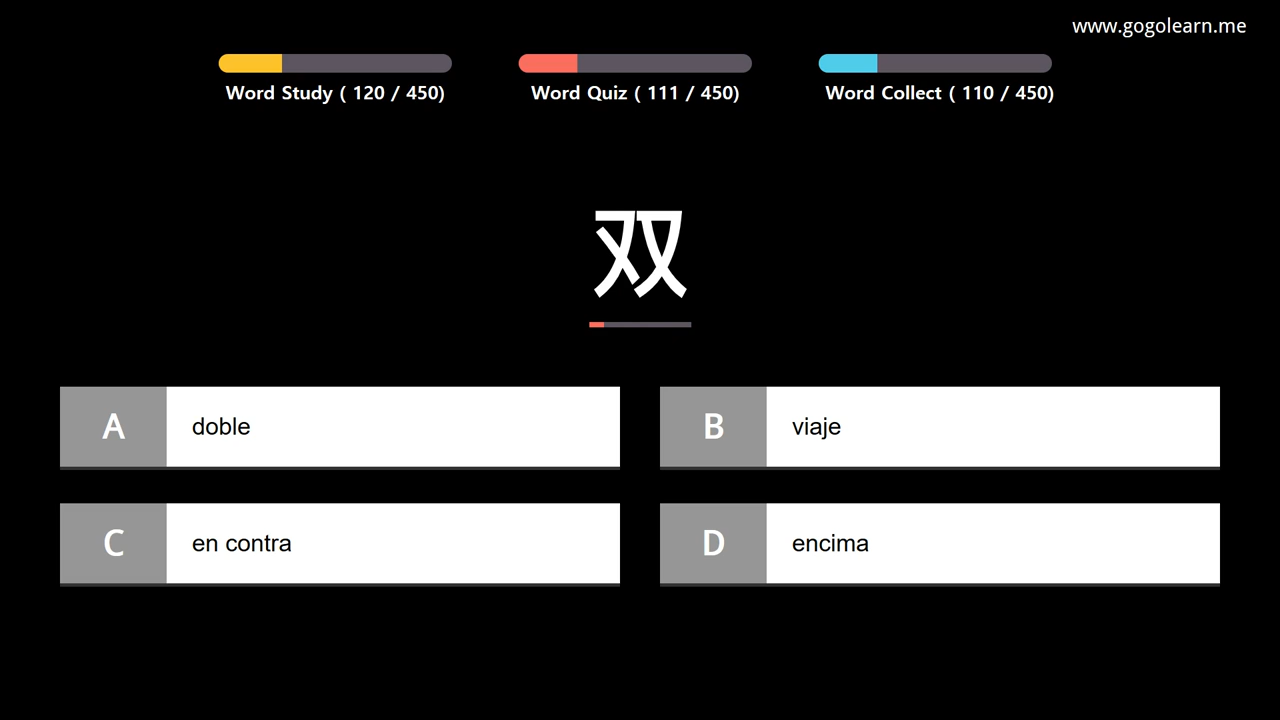 www.gogolearn.me
Word Study ( 120 / 450)
Word Quiz ( 111 / 450)
Word Collect ( 110 / 450)
双
A doble
B viaje
C en contra
D encima